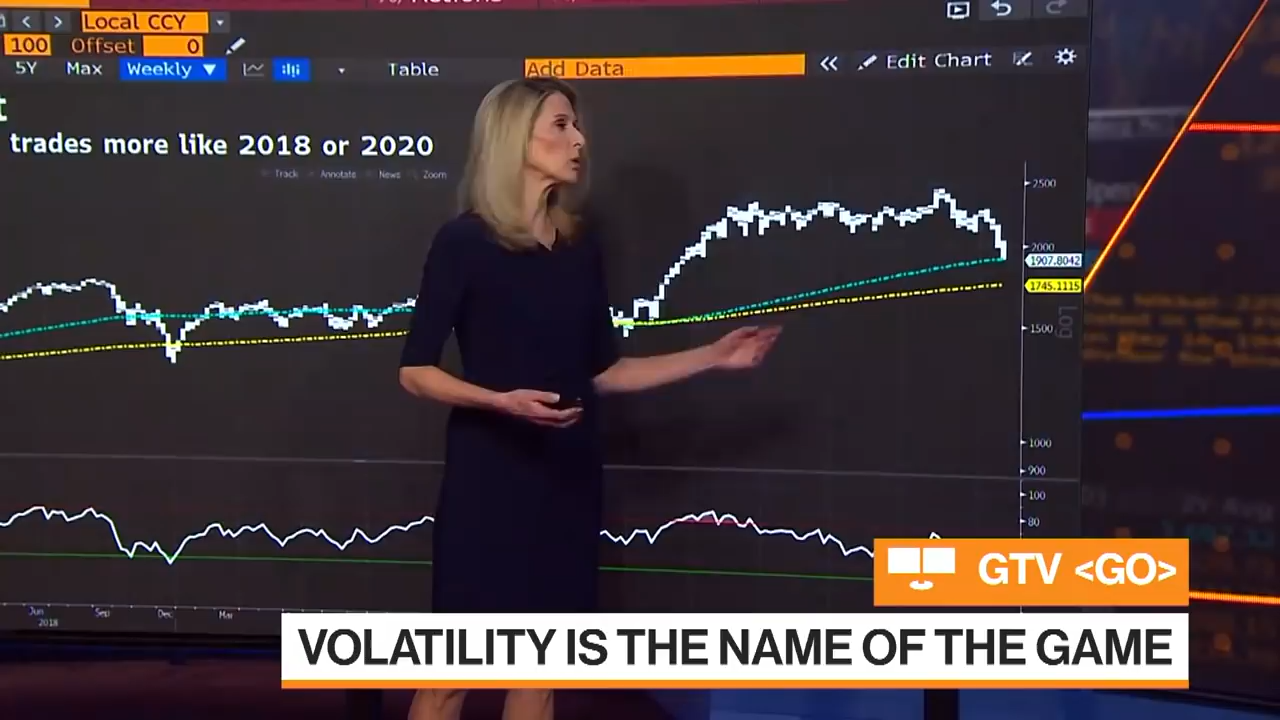 Local CCY
100 Offset 0
5Y Max Weekly Table Add Data « Edit Chart
trades more like 2018 or 2020
Track Annotate News Zoom
2500
2000
1907.8042
1745.1115
1500
Log
1000
900
100
80
Jun Sep Dec Mar
2018
GTV <GO>
VOLATILITY IS THE NAME OF THE GAME